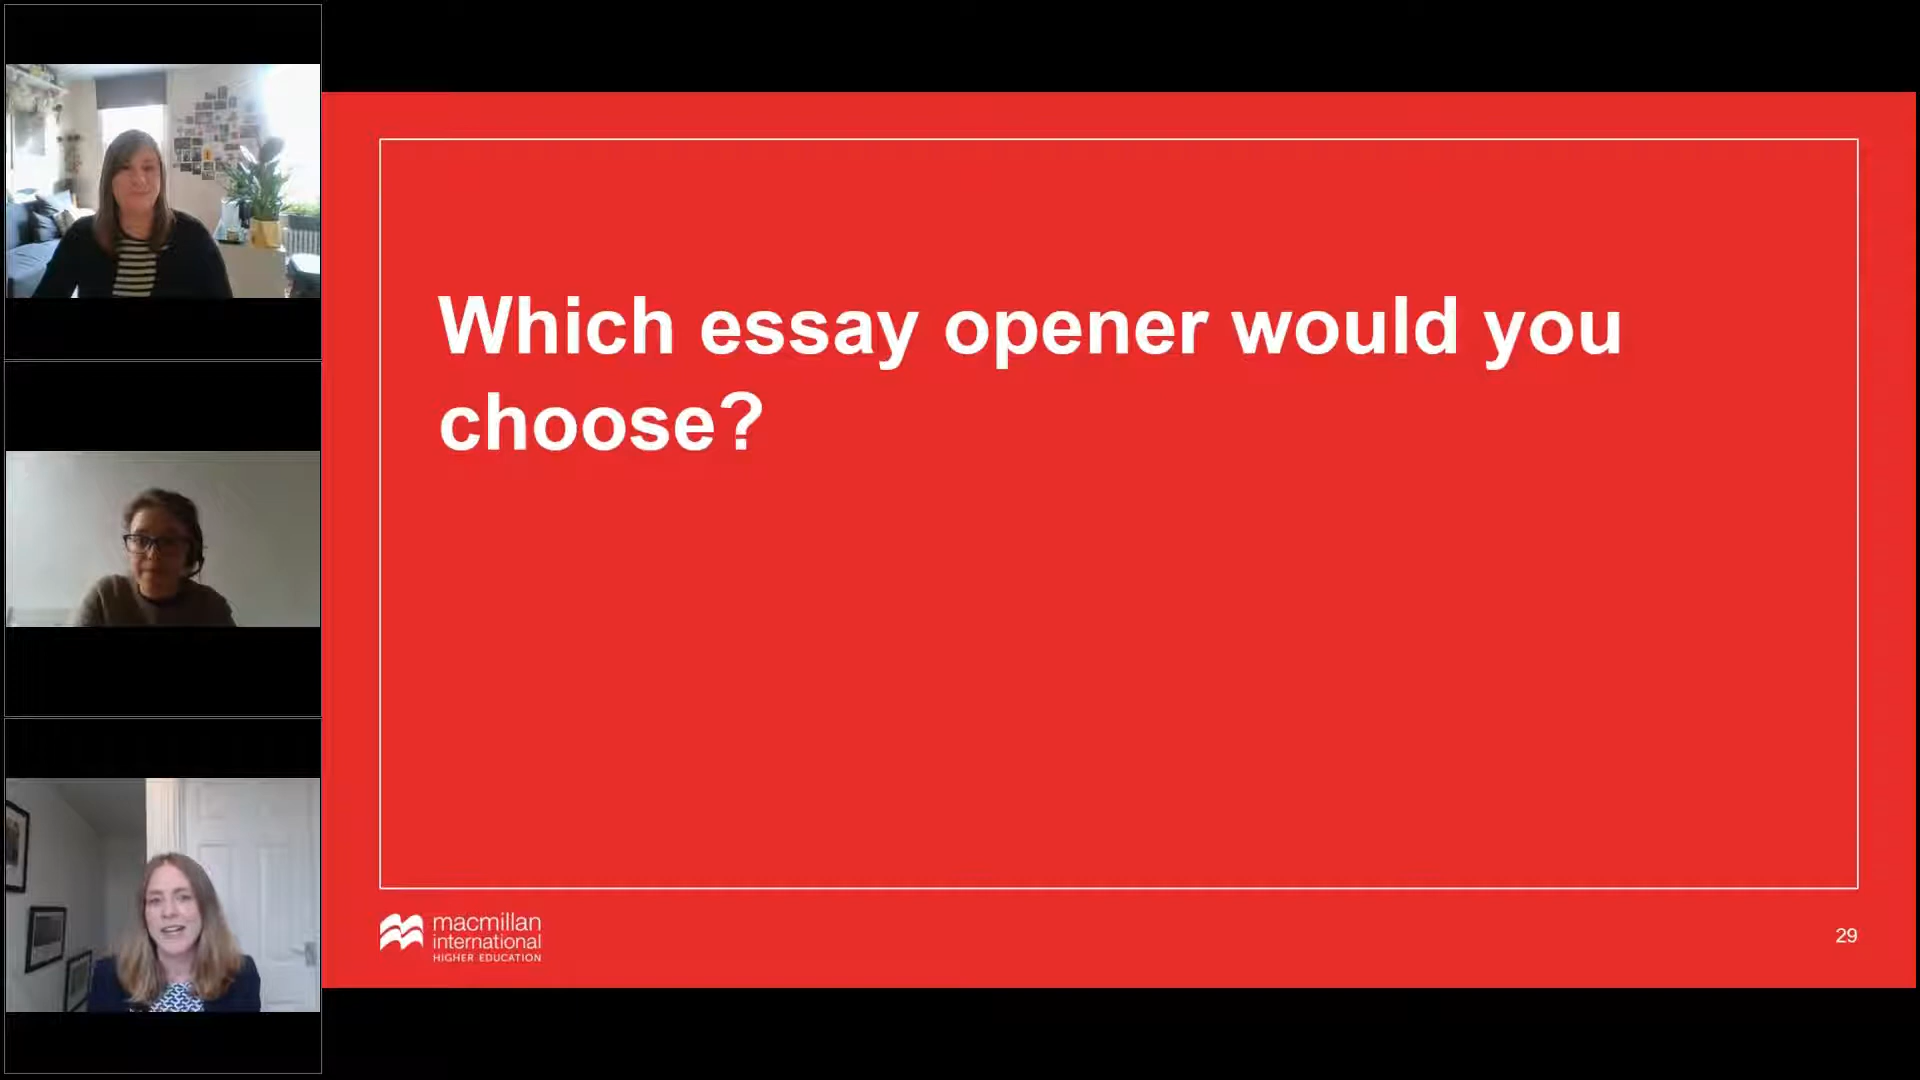 Which essay opener would you
choose?
macmillan
international
HIGHER EDUCATION
29